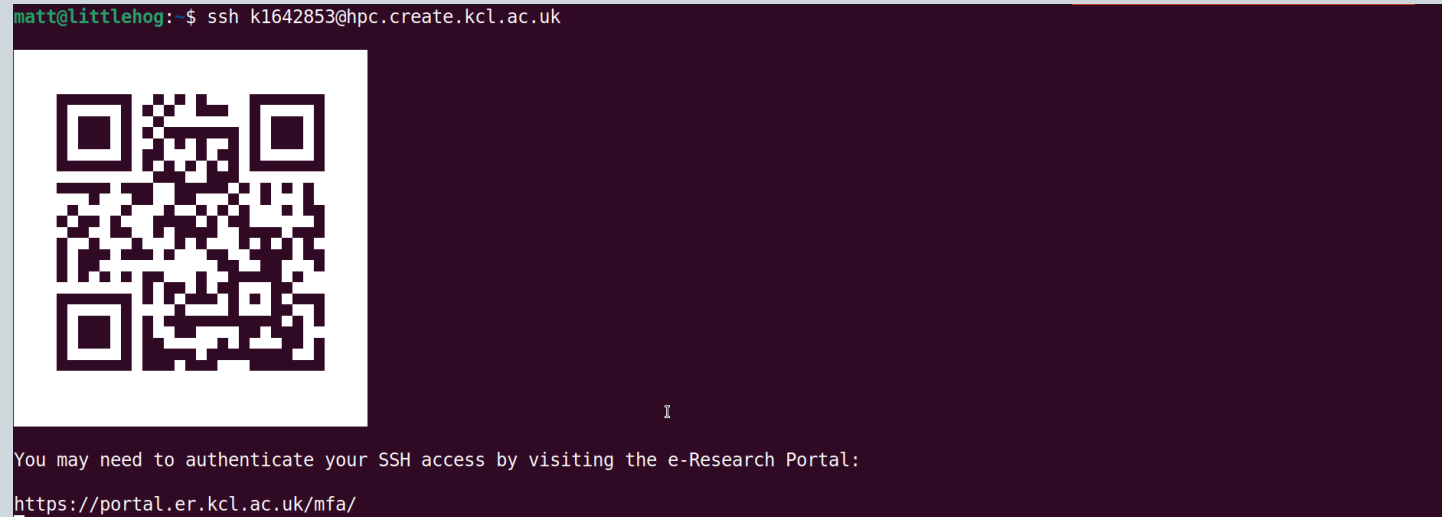 matt@littlehog:~$ ssh k1642853@hpc.create.kcl.ac.uk
You may need to authenticate your SSH access by visiting the e-Research Portal:
https://portal.er.kcl.ac.uk/mfa/